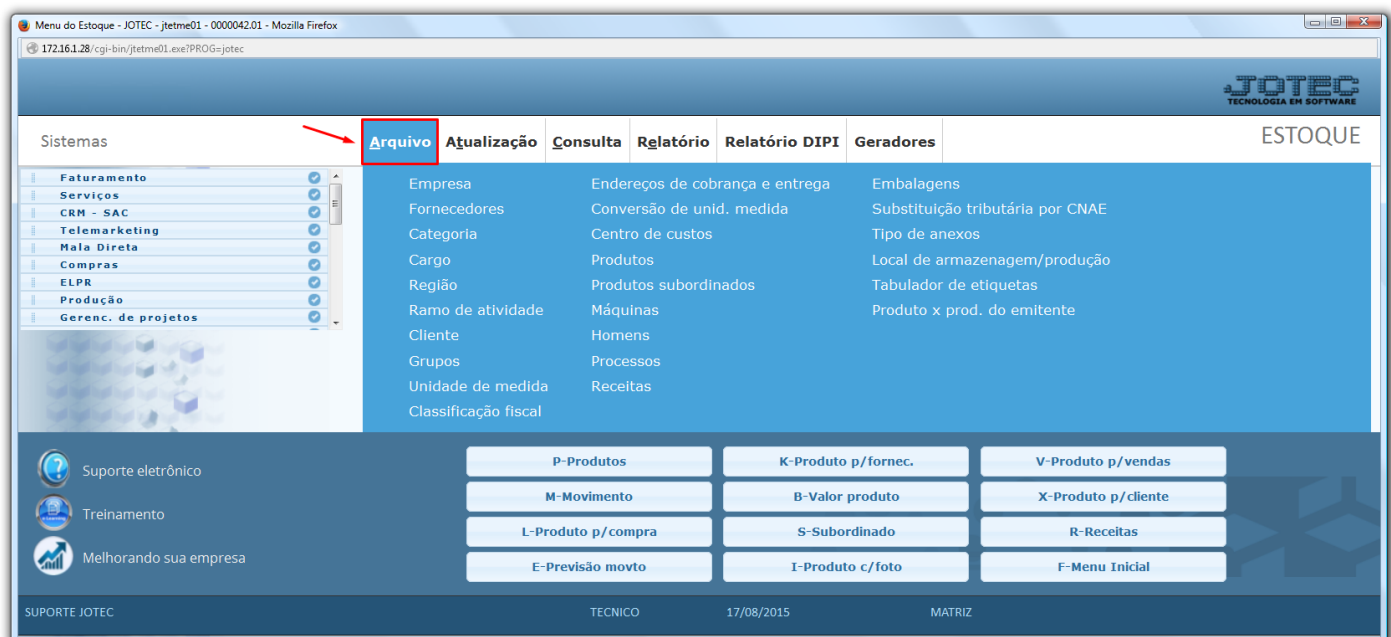 Menu do Estoque - JOTEC - jtetme01 - 0000042.01 - Mozilla Firefox
172.16.1.28/cgi-bin/jtetme01.exe?PROG=jotec
JOTEC
TECNOLOGIA EM SOFTWARE
Sistemas
Arquivo Atualização Consulta Relatório Relatório DIPI Geradores
ESTOQUE
Faturamento
Serviços
CRM - SAC
Telemarketing
Mala Direta
Compras
ELPR
Produção
Gerenc. de projetos
Empresa
Fornecedores
Categoria
Cargo
Região
Ramo de atividade
Cliente
Grupos
Unidade de medida
Classificação fiscal
Endereços de cobrança e entrega
Conversão de unid. medida
Centro de custos
Produtos
Produtos subordinados
Máquinas
Homens
Processos
Receitas
Embalagens
Substituição tributária por CNAE
Tipo de anexos
Local de armazenagem/produção
Tabulador de etiquetas
Produto x prod. do emitente
Suporte eletrônico
Treinamento
Melhorando sua empresa
P-Produtos K-Produto p/fornec. V-Produto p/vendas
M-Movimento B-Valor produto X-Produto p/cliente
L-Produto p/compra S-Subordinado R-Receitas
E-Previsão movto I-Produto c/foto F-Menu Inicial
SUPORTE JOTEC TECNICO 17/08/2015 MATRIZ